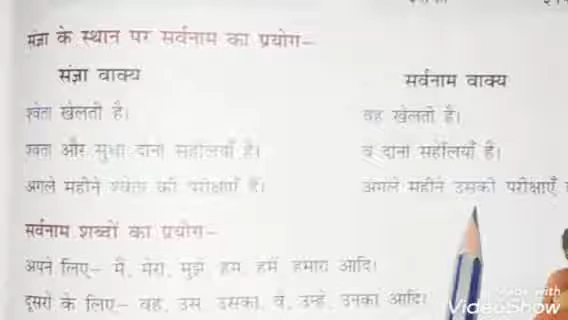 संज्ञा के स्थान पर सर्वनाम का प्रयोग–
संज्ञा वाक्य
सर्वनाम वाक्य
श्वेता खेलती है।
वह खेलती है।
श्वेता और सुधा दोनों सहेलियाँ हैं।
वे दोनों सहेलियाँ हैं।
अगले महीने श्वेता की परीक्षाएँ हैं।
अगले महीने उसकी परीक्षाएँ
सर्वनाम शब्दों का प्रयोग–
अपने लिए– मैं, मेरा, मुझे, हम, हमें, हमारा आदि।
दूसरों के लिए– वह, उस, उसका, वे, उन्हें, उनका आदि।
Made with
VideoShow